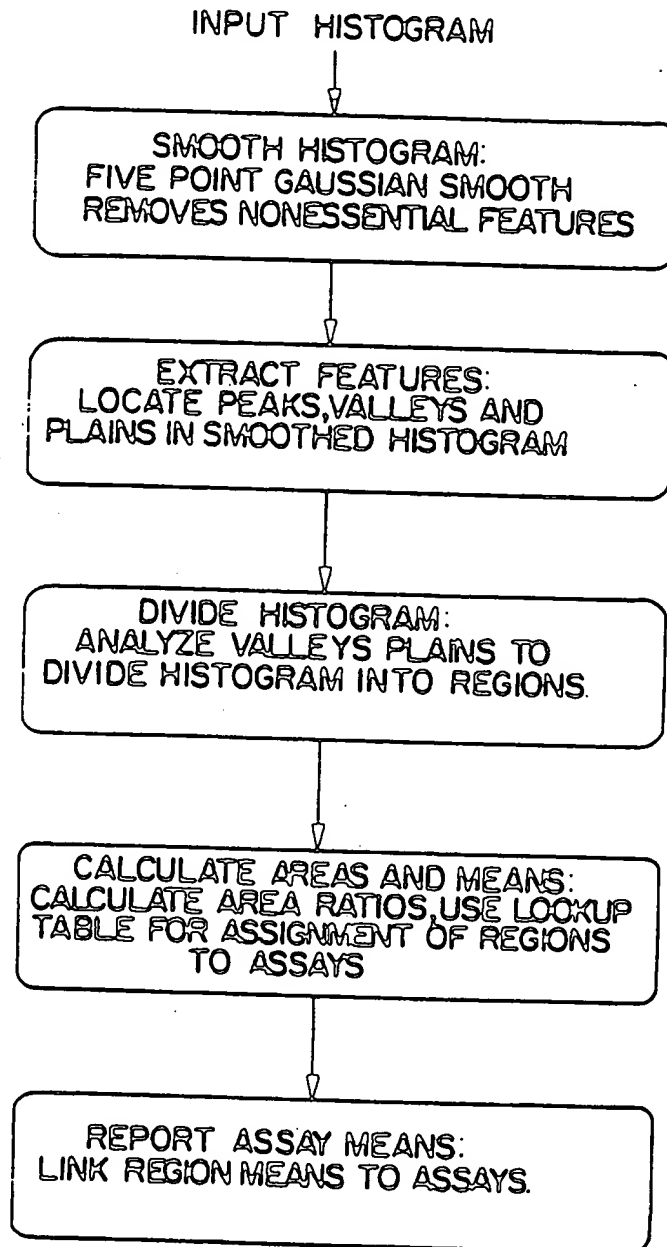 INPUT HISTOGRAM
SMOOTH HISTOGRAM:
FIVE POINT GAUSSIAN SMOOTH
REMOVES NONESSENTIAL FEATURES
EXTRACT FEATURES:
LOCATE PEAKS,VALLEYS AND
PLAINS IN SMOOTHED HISTOGRAM
DIVIDE HISTOGRAM:
ANALYZE VALLEYS PLAINS TO
DIVIDE HISTOGRAM INTO REGIONS.
CALCULATE AREAS AND MEANS:
CALCULATE AREA RATIOS,USE LOOKUP
TABLE FOR ASSIGNMENT OF REGIONS
TO ASSAYS
REPORT ASSAY MEANS:
LINK REGION MEANS TO ASSAYS.